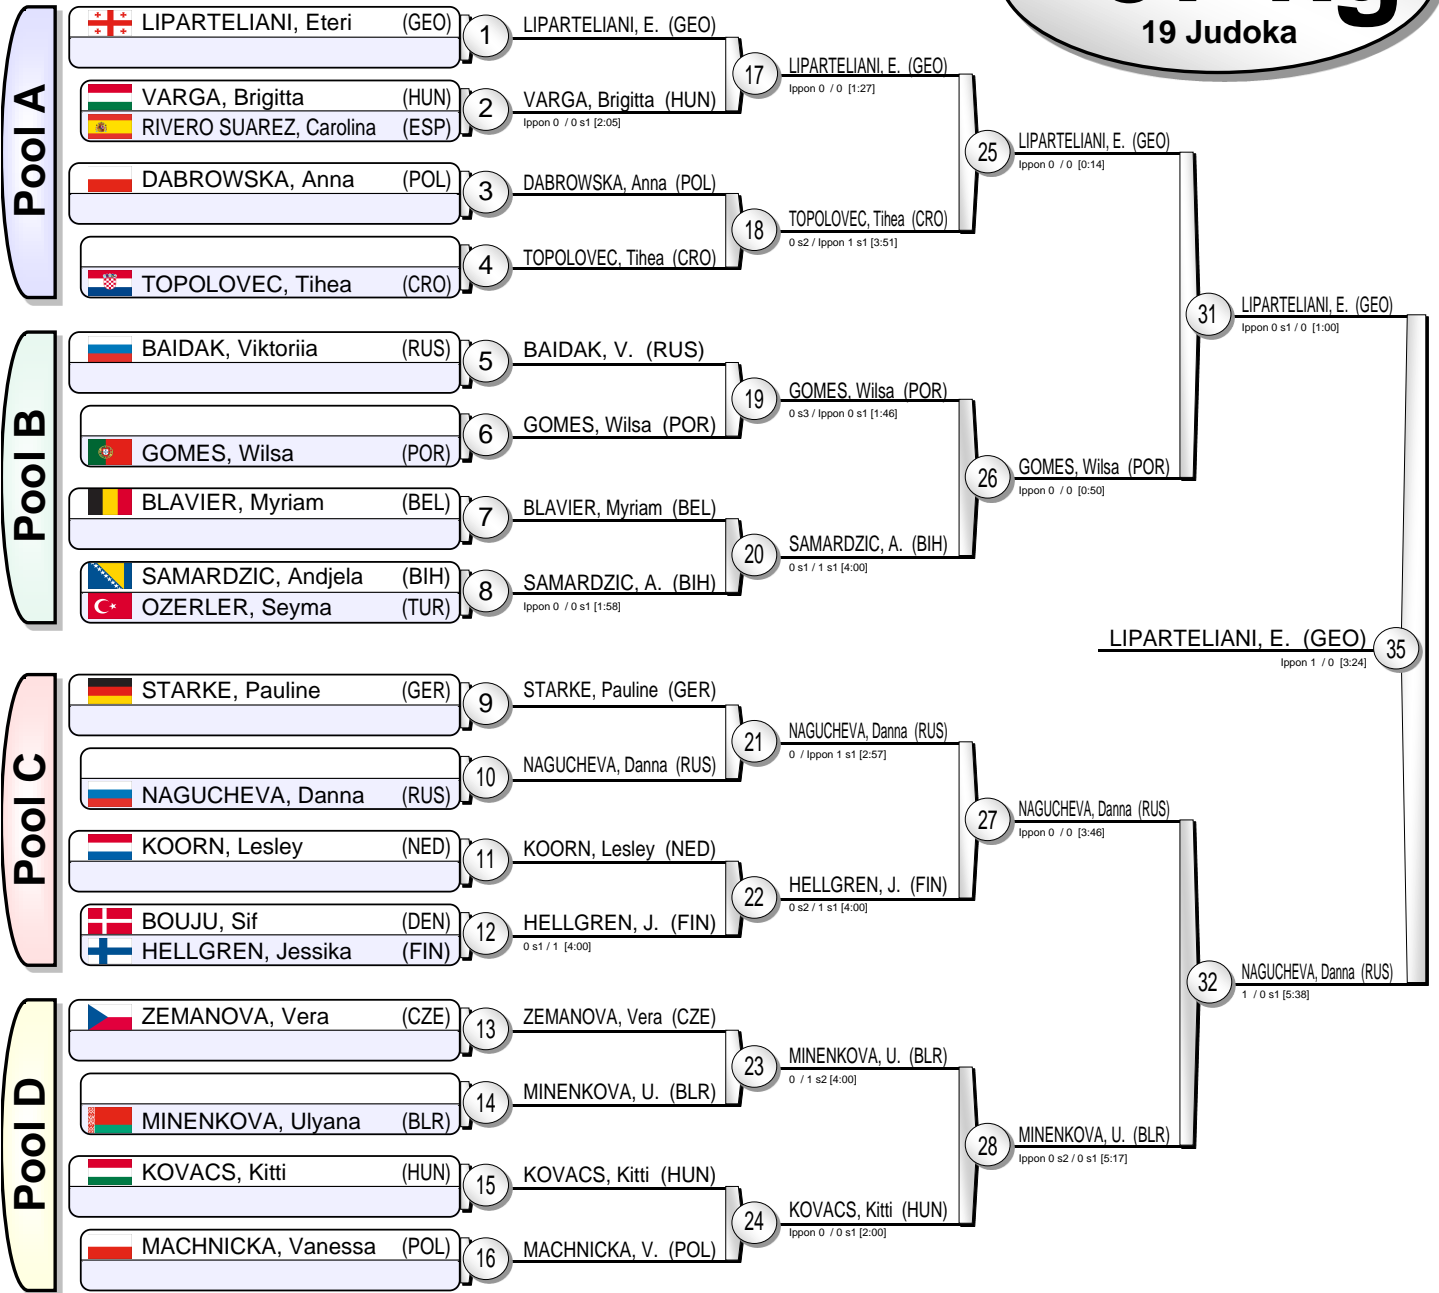 19 Judoka
Pool A
LIPARTELIANI, Eteri (GEO)
1
LIPARTELIANI, E. (GEO)
VARGA, Brigitta (HUN)
RIVERO SUAREZ, Carolina (ESP)
2
VARGA, Brigitta (HUN)
Ippon 0 / 0 s1 [2:05]
17
LIPARTELIANI, E. (GEO)
Ippon 0 / 0 [1:27]
DABROWSKA, Anna (POL)
3
DABROWSKA, Anna (POL)
TOPOLOVEC, Tihea (CRO)
4
TOPOLOVEC, Tihea (CRO)
18
TOPOLOVEC, Tihea (CRO)
0 s2 / Ippon 1 s1 [3:51]
25
LIPARTELIANI, E. (GEO)
Ippon 0 / 0 [0:14]
Pool B
BAIDAK, Viktoriia (RUS)
5
BAIDAK, V. (RUS)
GOMES, Wilsa (POR)
6
GOMES, Wilsa (POR)
19
GOMES, Wilsa (POR)
0 s3 / Ippon 0 s1 [1:46]
BLAVIER, Myriam (BEL)
7
BLAVIER, Myriam (BEL)
SAMARDZIC, Andjela (BIH)
OZERLER, Seyma (TUR)
8
SAMARDZIC, A. (BIH)
Ippon 0 / 0 s1 [1:58]
20
SAMARDZIC, A. (BIH)
0 s1 / 1 s1 [4:00]
26
GOMES, Wilsa (POR)
Ippon 0 / 0 [0:50]
31
LIPARTELIANI, E. (GEO)
Ippon 0 s1 / 0 [1:00]
LIPARTELIANI, E. (GEO)
35
Ippon 1 / 0 [3:24]
Pool C
STARKE, Pauline (GER)
9
STARKE, Pauline (GER)
NAGUCHEVA, Danna (RUS)
10
NAGUCHEVA, Danna (RUS)
21
NAGUCHEVA, Danna (RUS)
0 / Ippon 1 s1 [2:57]
KOORN, Lesley (NED)
11
KOORN, Lesley (NED)
BOUJU, Sif (DEN)
HELLGREN, Jessika (FIN)
12
HELLGREN, J. (FIN)
0 s1 / 1 [4:00]
22
HELLGREN, J. (FIN)
0 s2 / 1 s1 [4:00]
27
NAGUCHEVA, Danna (RUS)
Ippon 0 / 0 [3:46]
Pool D
ZEMANOVA, Vera (CZE)
13
ZEMANOVA, Vera (CZE)
MINENKOVA, Ulyana (BLR)
14
MINENKOVA, U. (BLR)
23
MINENKOVA, U. (BLR)
0 / 1 s2 [4:00]
KOVACS, Kitti (HUN)
15
KOVACS, Kitti (HUN)
MACHNICKA, Vanessa (POL)
16
MACHNICKA, V. (POL)
24
KOVACS, Kitti (HUN)
Ippon 0 / 0 s1 [2:00]
28
MINENKOVA, U. (BLR)
Ippon 0 s2 / 0 s1 [5:17]
32
NAGUCHEVA, Danna (RUS)
1 / 0 s1 [5:38]